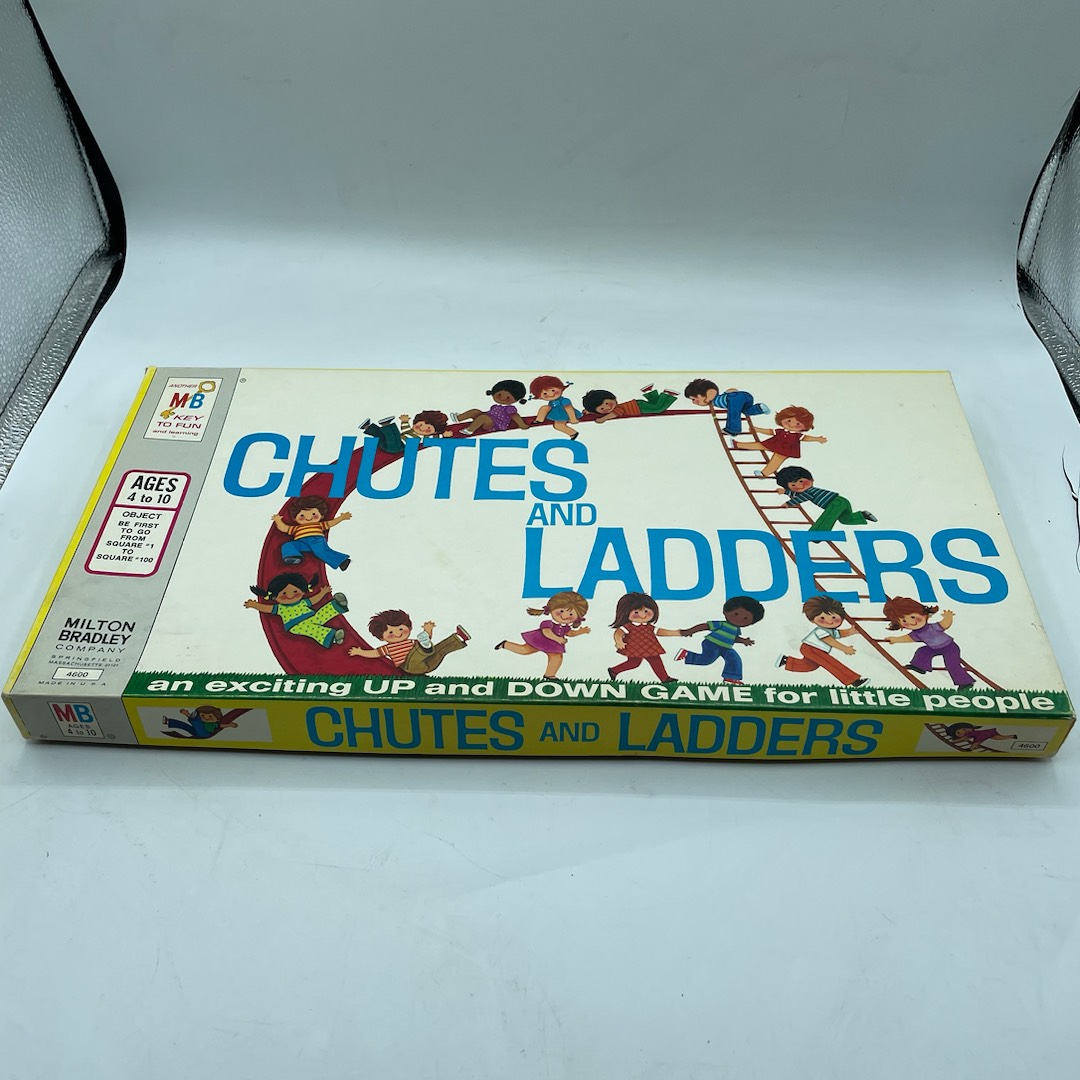 ANOTHER
MB
KEY
TO FUN
and learning
®
AGES
4 to 10
OBJECT
BE FIRST
TO GO
FROM
SQUARE #1
TO
SQUARE #100
MILTON
BRADLEY
COMPANY
SPRINGFIELD
MASSACHUSETTS 01101
4600
MADE IN U.S.A.
CHUTES
AND
LADDERS
an exciting UP and DOWN GAME for little people
MB
AGES
4 to 10
®
CHUTES AND LADDERS
4600